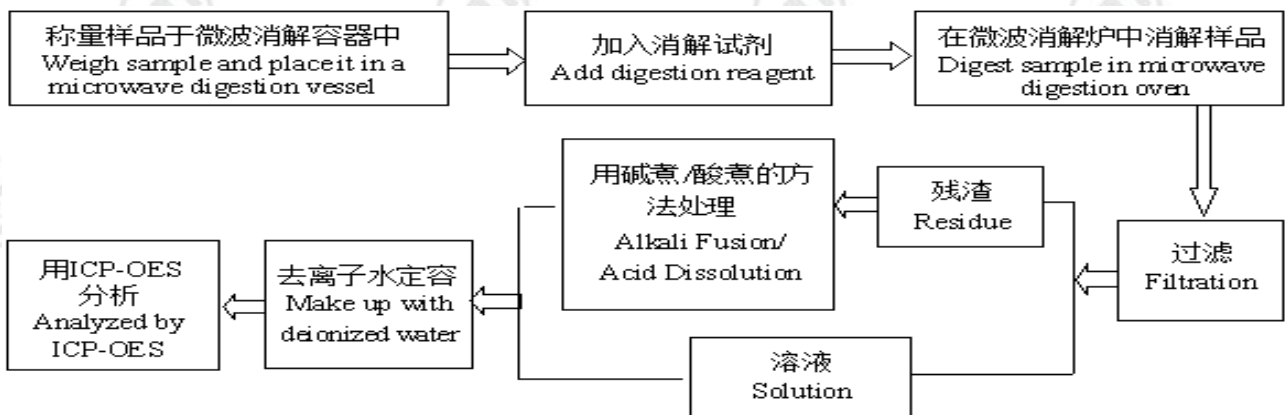 称量样品于微波消解容器中
Weigh sample and place it in a
microwave digestion vessel
加入消解试剂
Add digestion reagent
在微波消解炉中消解样品
Digest sample in microwave
digestion oven
过滤
Filtration
残渣
Residue
用碱煮/酸煮的方
法处理
Alkali Fusion/
Acid Dissolution
溶液
Solution
去离子水定容
Make up with
deionized water
用ICP-OES
分析
Analyzed by
ICP-OES